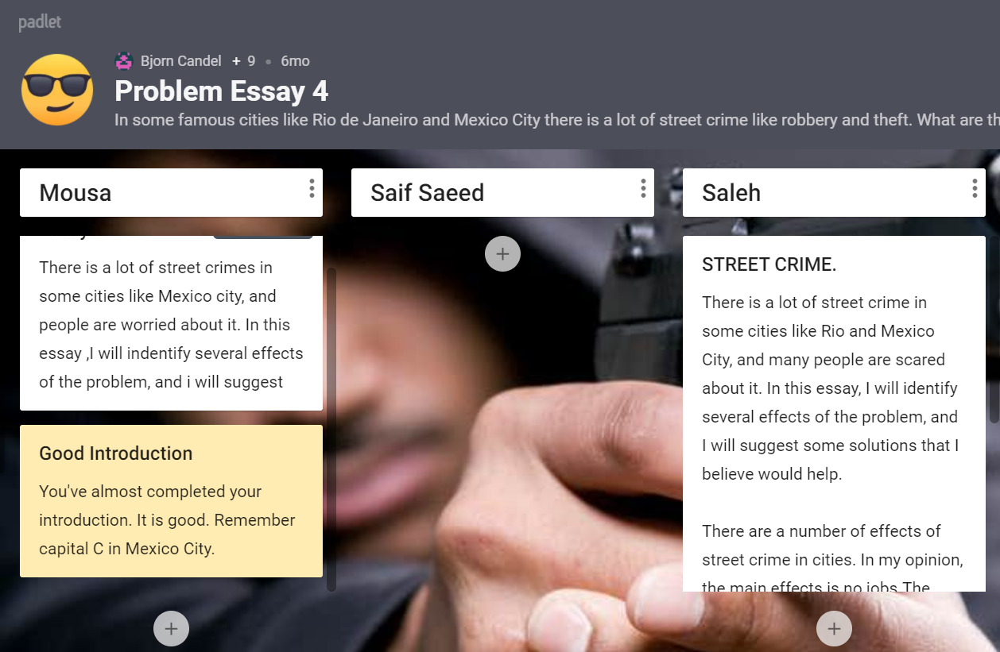 padlet
Bjorn Candel + 9 • 6mo
Problem Essay 4
In some famous cities like Rio de Janeiro and Mexico City there is a lot of street crime like robbery and theft. What are
Mousa
There is a lot of street crimes in
some cities like Mexico city, and
people are worried about it. In this
essay ,I will indentify several effects
of the problem, and i will suggest
Good Introduction
You've almost completed your
introduction. It is good. Remember
capital C in Mexico City.
Saif Saeed
Saleh
STREET CRIME.
There is a lot of street crime in
some cities like Rio and Mexico
City, and many people are scared
about it. In this essay, I will identify
several effects of the problem, and
I will suggest some solutions that I
believe would help.
There are a number of effects of
street crime in cities. In my opinion,
the main effects is no jobs The